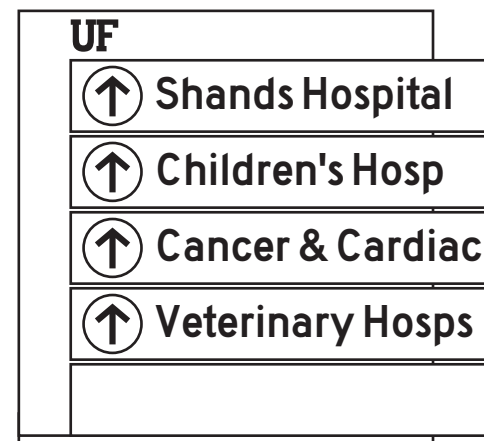 UF
Shands Hospital
Children's Hosp
Cancer & Cardiac
Veterinary Hosps